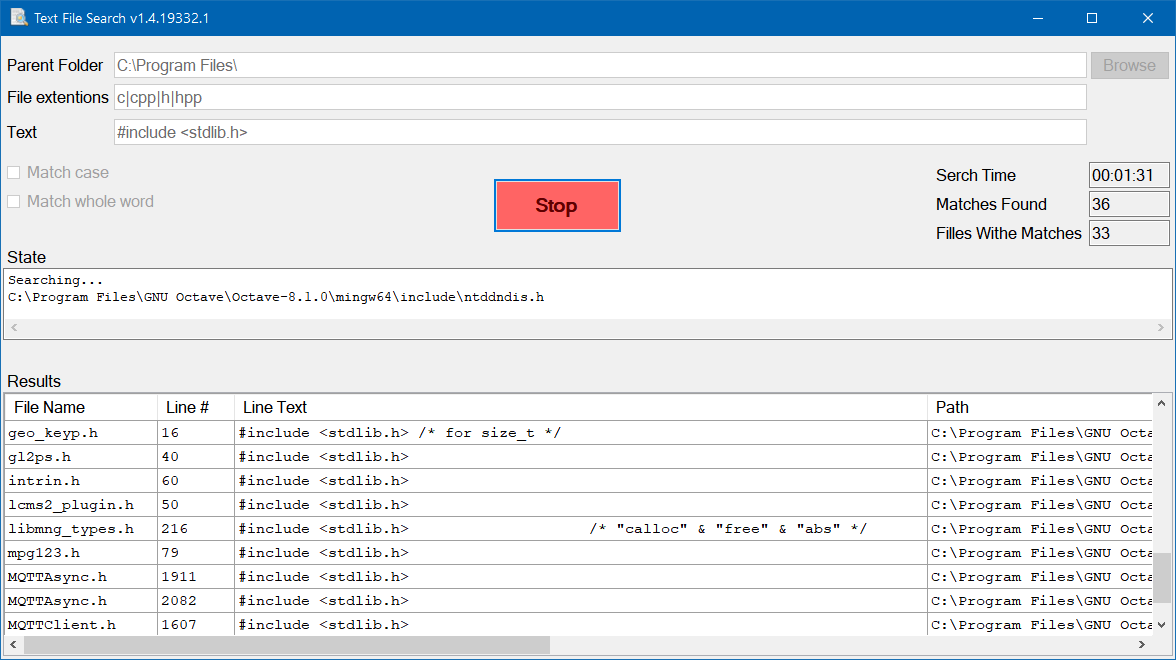 Text File Search v1.4.19332.1
Parent Folder C:\Program Files\ Browse
File extentions c|cpp|h|hpp
Text #include <stdlib.h>
Match case
Match whole word
Stop
Serch Time 00:01:31
Matches Found 36
Filles Withe Matches 33
State
Searching...
C:\Program Files\GNU Octave\Octave-8.1.0\mingw64\include\ntddndis.h
Results
File Name Line # Line Text Path
geo_keyp.h 16 #include <stdlib.h> /* for size_t */ C:\Program Files\GNU Octa
gl2ps.h 40 #include <stdlib.h> C:\Program Files\GNU Octa
intrin.h 60 #include <stdlib.h> C:\Program Files\GNU Octa
lcms2_plugin.h 50 #include <stdlib.h> C:\Program Files\GNU Octa
libmng_types.h 216 #include <stdlib.h> /* "calloc" & "free" & "abs" */ C:\Program Files\GNU Octa
mpg123.h 79 #include <stdlib.h> C:\Program Files\GNU Octa
MQTTAsync.h 1911 #include <stdlib.h> C:\Program Files\GNU Octa
MQTTAsync.h 2082 #include <stdlib.h> C:\Program Files\GNU Octa
MQTTClient.h 1607 #include <stdlib.h> C:\Program Files\GNU Octa